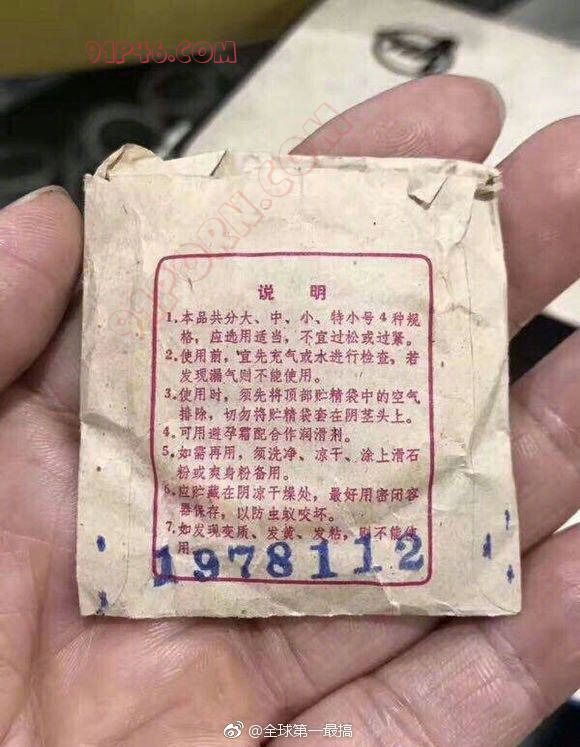 91P46.COM
91PORN.COM
说 明
1.本品共分大、中、小、特小号4种规
格,应选用适当,不宜过松或过紧。
2.使用前,宜先充气或水进行检查,若
发现漏气则不能使用。
3.使用时,须先将顶部贮精袋中的空气
排除,切勿将贮精袋套在阴茎头上。
4.可用避孕霜配合作润滑剂。
5.如需再用,须洗净、凉干、涂上滑石
粉或爽身粉备用。
6.应贮藏在阴凉干燥处,最好用密闭容
器保存,以防虫蚁咬坏。
7.如发现变质、发黄、发粘,则不能使
用。
1978112
@全球第一最搞